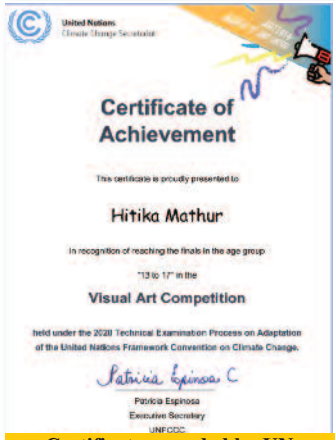 United Nations
Climate Change Secretariat
Certificate of
Achievement
This certificate is proudly presented to
Hitika Mathur
in recognition of reaching the finals in the age group
"13 to 17" in the
Visual Art Competition
held under the 2020 Technical Examination Process on Adaptation
of the United Nations Framework Convention on Climate Change.
Patricia Espinosa C
Patricia Espinosa
Executive Secretary
UNFCCC